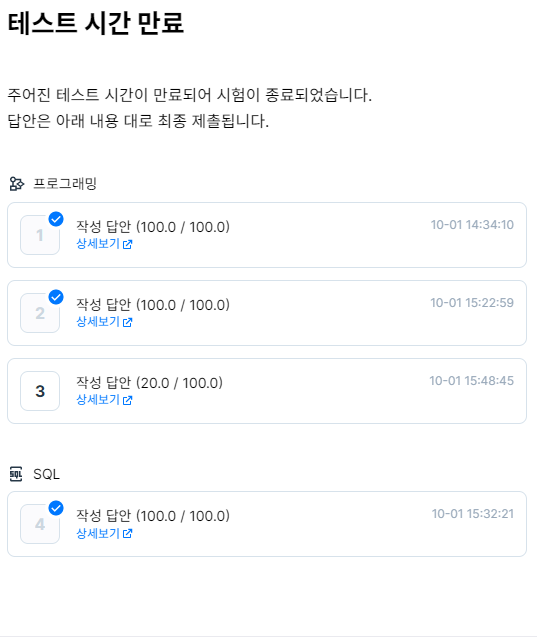 테스트 시간 만료
주어진 테스트 시간이 만료되어 시험이 종료되었습니다.
답안은 아래 내용 대로 최종 제출됩니다.
프로그래밍
1
작성 답안 (100.0 / 100.0)
10-01 14:34:10
상세보기
2
작성 답안 (100.0 / 100.0)
10-01 15:22:59
상세보기
3
작성 답안 (20.0 / 100.0)
10-01 15:48:45
상세보기
SQL
SQL
4
작성 답안 (100.0 / 100.0)
10-01 15:32:21
상세보기